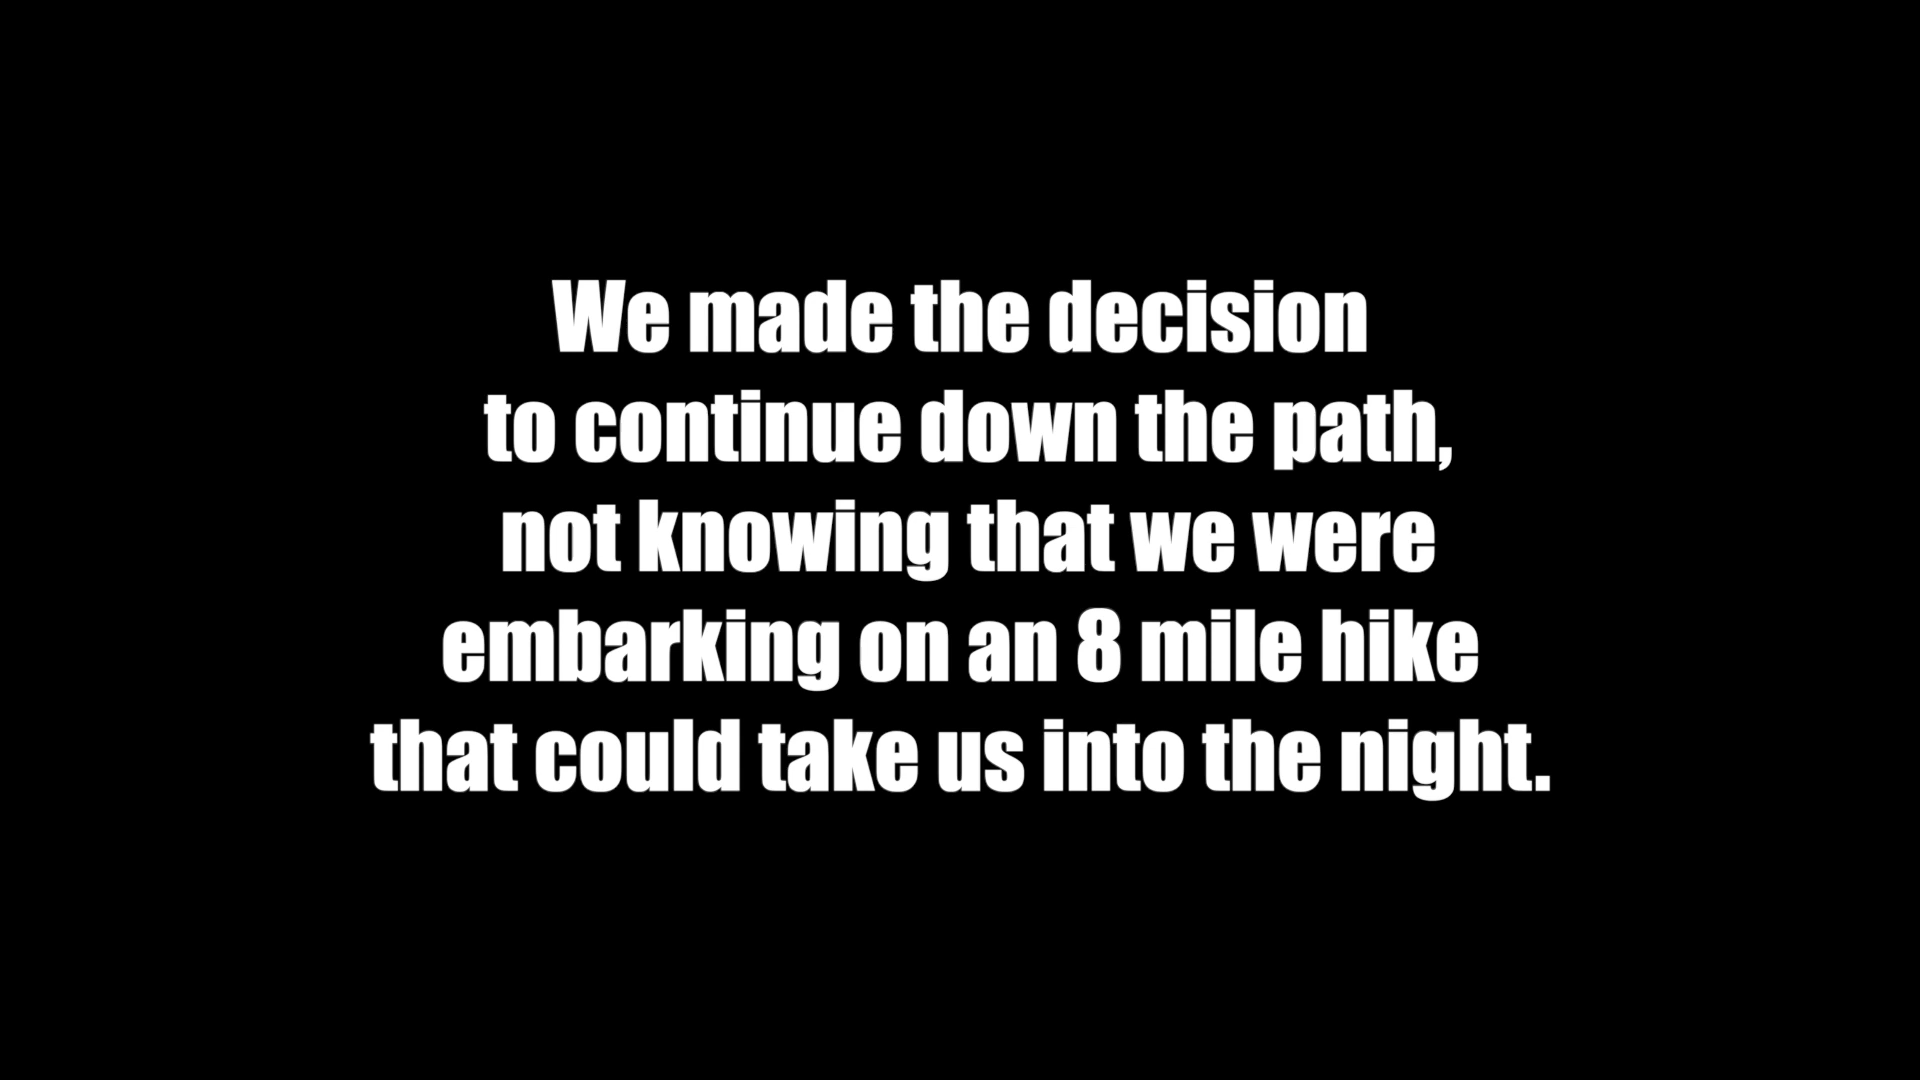 We made the decision
to continue down the path,
not knowing that we were
embarking on an 8 mile hike
that could take us into the night.